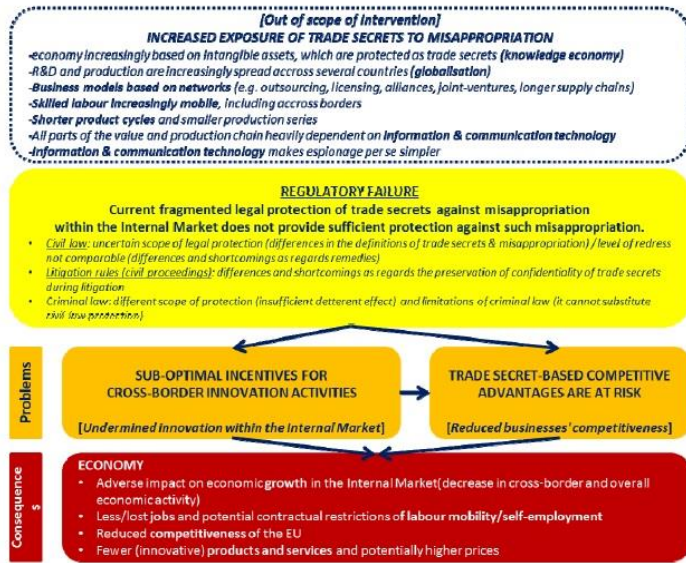 [Out of scope of intervention]
INCREASED EXPOSURE OF TRADE SECRETS TO MISAPPROPRIATION
-economy increasingly based on intangible assets, which are protected as trade secrets (knowledge economy)
-R&D and production are increasingly spread accross several countries (globalisation)
-Business models based on networks (e.g. outsourcing, licensing, alliances, joint-ventures, longer supply chains)
-Skilled labour increasingly mobile, including accross borders
-Shorter product cycles and smaller production series
-All parts of the value and production chain heavily dependent on information & communication technology
-Information & communication technology makes espionage per se simpler
REGULATORY FAILURE
Current fragmented legal protection of trade secrets against misappropriation
within the Internal Market does not provide sufficient protection against such misappropriation.
• Civil law: uncertain scope of legal protection (differences in the definitions of trade secrets & misappropriation) / level of redress
not comparable (differences and shortcomings as regards remedies)
• Litigation rules (civil proceedings): differences and shortcomings as regards the preservation of confidentiality of trade secrets
during litigation
• Criminal law: different scope of protection (insufficient detterent effect) and limitations of criminal law (it cannot substitute
civil law protection)
Problems
SUB-OPTIMAL INCENTIVES FOR
CROSS-BORDER INNOVATION ACTIVITIES
[Undermined innovation within the Internal Market]
TRADE SECRET-BASED COMPETITIVE
ADVANTAGES ARE AT RISK
[Reduced businesses' competitiveness]
Consequence
s
ECONOMY
• Adverse impact on economic growth in the Internal Market(decrease in cross-border and overall
economic activity)
• Less/lost jobs and potential contractual restrictions of labour mobility/self-employment
• Reduced competitiveness of the EU
• Fewer (innovative) products and services and potentially higher prices